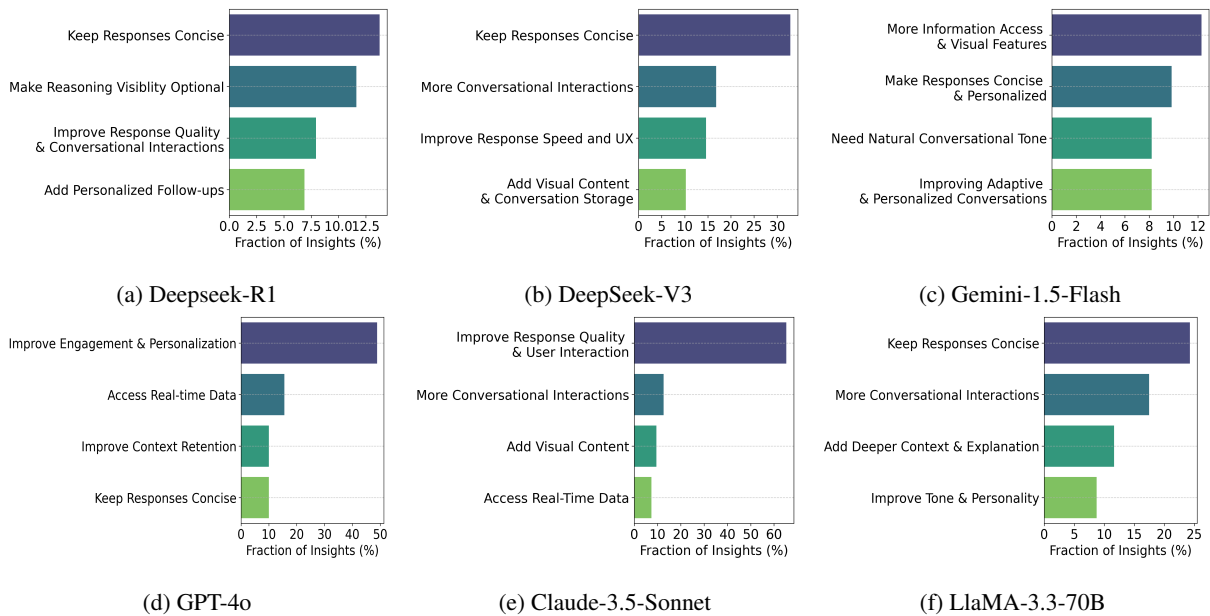 Keep Responses Concise
Make Reasoning Visiblity Optional
Improve Response Quality
& Conversational Interactions
Add Personalized Follow-ups
0.0 2.5 5.0 7.5 10.0 12.5
Fraction of Insights (%)
(a) Deepseek-R1
Keep Responses Concise
More Conversational Interactions
Improve Response Speed and UX
Add Visual Content
& Conversation Storage
0 5 10 15 20 25 30
Fraction of Insights (%)
(b) DeepSeek-V3
More Information Access
& Visual Features
Make Responses Concise
& Personalized
Need Natural Conversational Tone
Improving Adaptive
& Personalized Conversations
0 2 4 6 8 10 12
Fraction of Insights (%)
(c) Gemini-1.5-Flash
Improve Engagement & Personalization
Access Real-time Data
Improve Context Retention
Keep Responses Concise
0 10 20 30 40 50
Fraction of Insights (%)
(d) GPT-4o
Improve Response Quality
& User Interaction
More Conversational Interactions
Add Visual Content
Access Real-Time Data
0 10 20 30 40 50 60
Fraction of Insights (%)
(e) Claude-3.5-Sonnet
Keep Responses Concise
More Conversational Interactions
Add Deeper Context & Explanation
Improve Tone & Personality
0 5 10 15 20 25
Fraction of Insights (%)
(f) LlaMA-3.3-70B